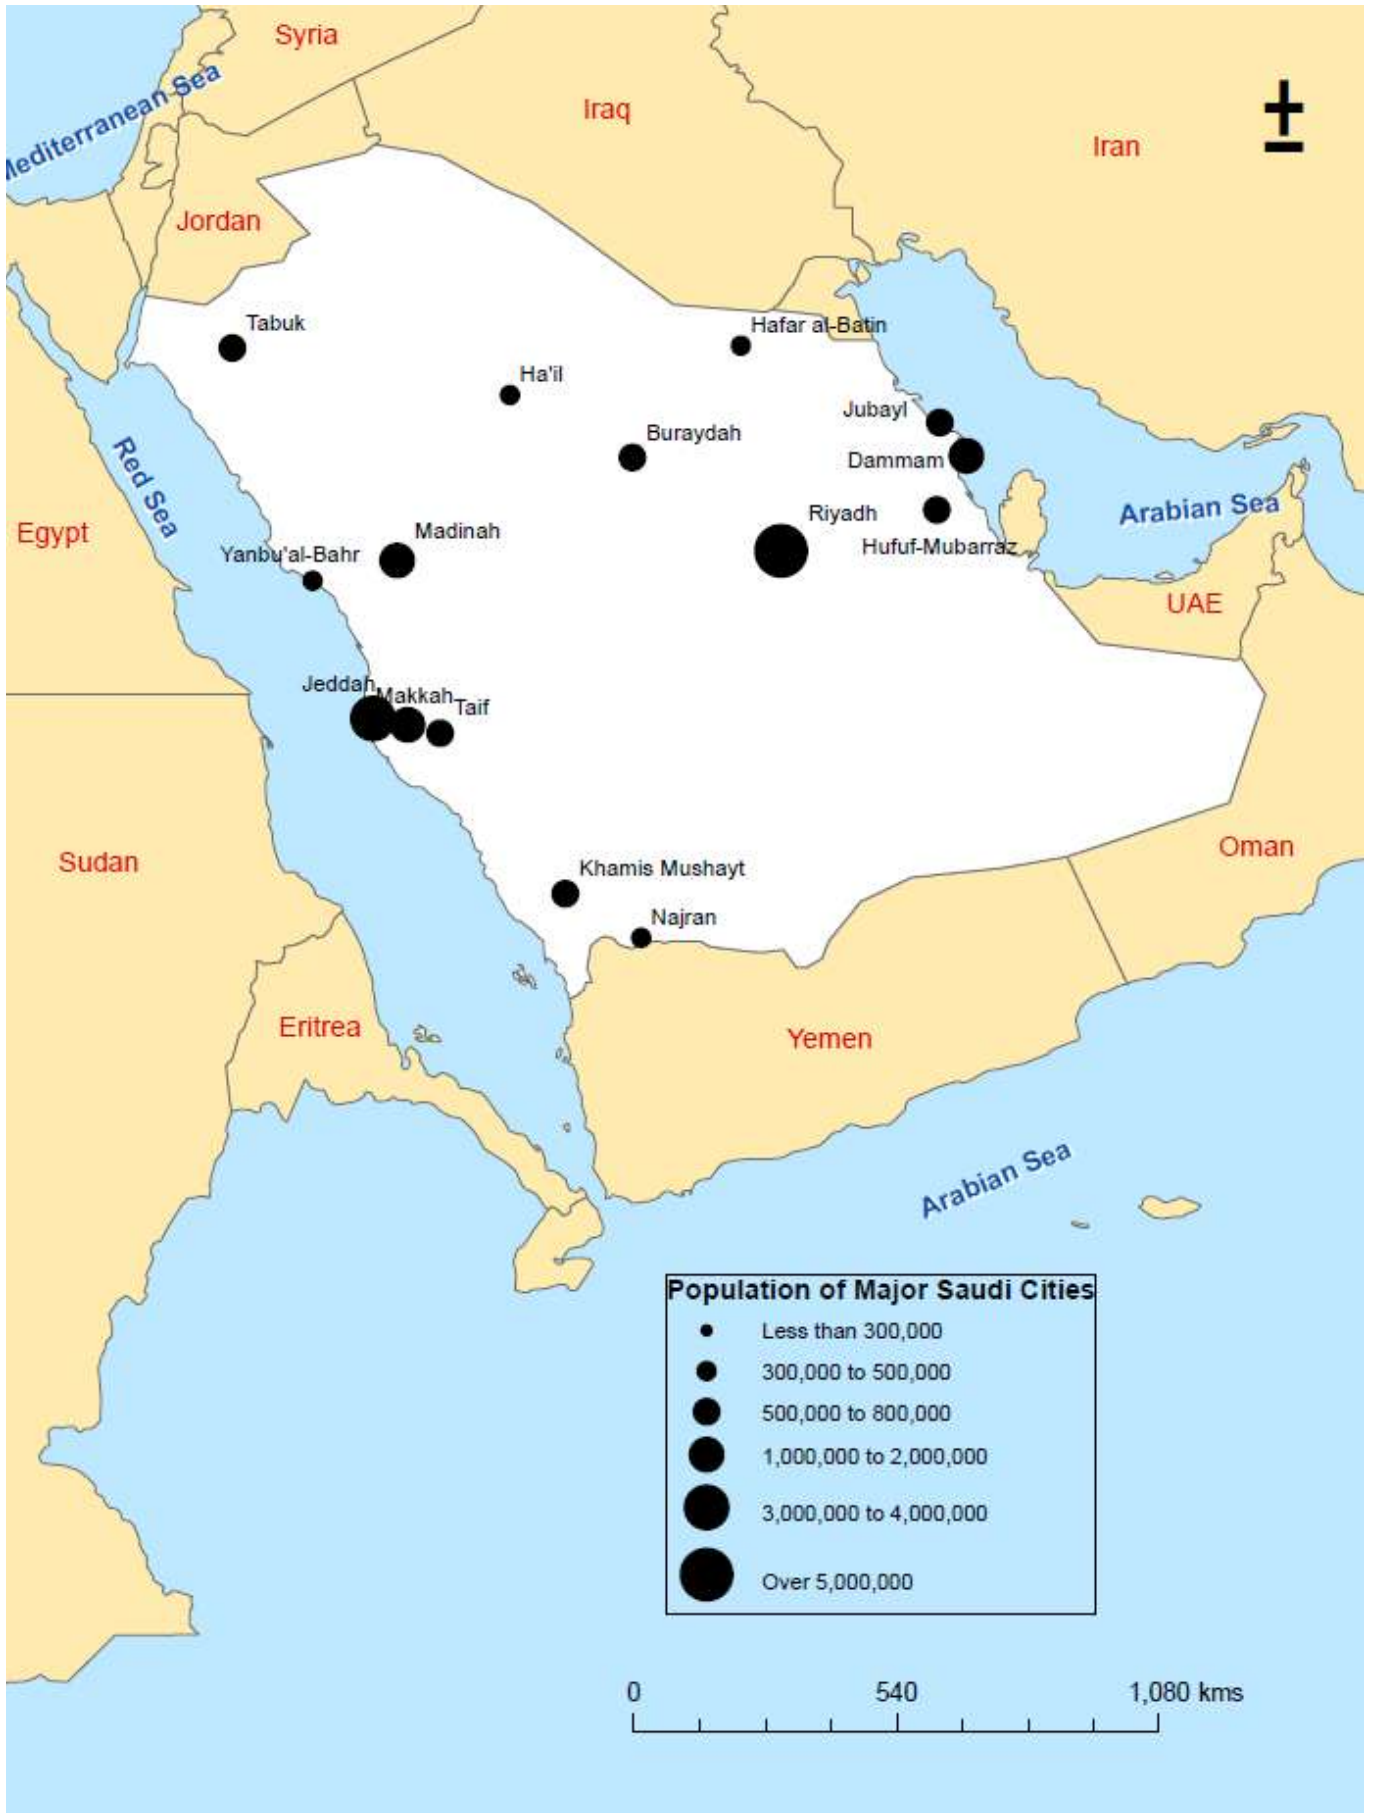 Syria
Mediterranean Sea
Iraq
Iran
Jordan
Tabuk
Hafar al-Batin
Ha'il
Jubayl
Buraydah
Red Sea
Dammam
Arabian Sea
Egypt
Riyadh
Madinah
Hufuf-Mubarraz
Yanbu'al-Bahr
UAE
Jeddah
Makkah
Taif
Sudan
Oman
Khamis Mushayt
Najran
Eritrea
Yemen
Arabian Sea
Population of Major Saudi Cities
Less than 300,000
300,000 to 500,000
500,000 to 800,000
1,000,000 to 2,000,000
3,000,000 to 4,000,000
Over 5,000,000
0 540 1,080 kms